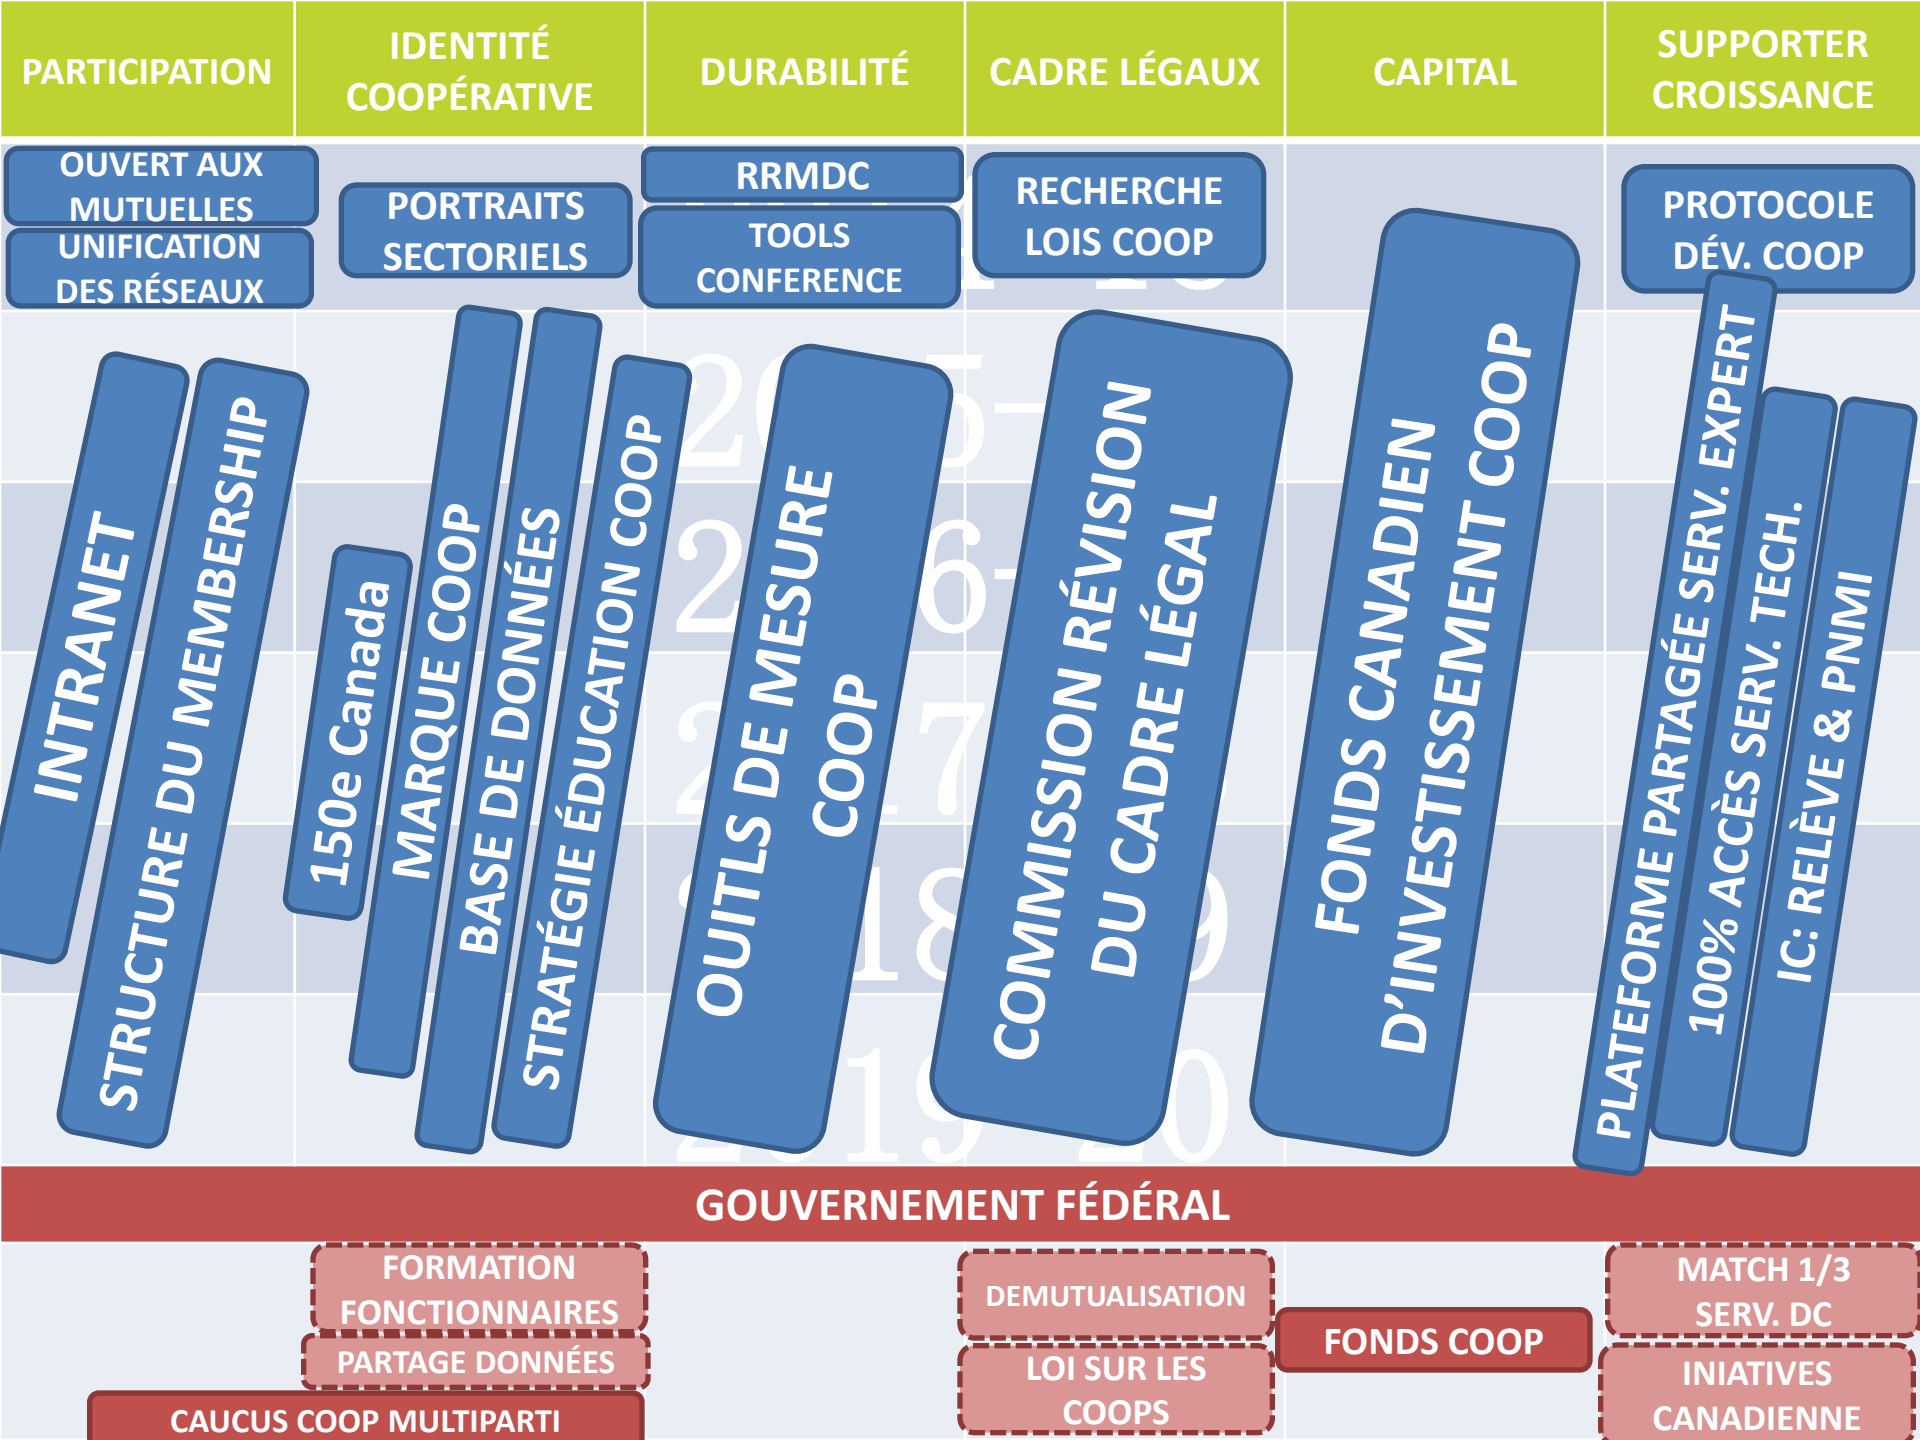 PARTICIPATION
IDENTITÉ
COOPÉRATIVE
DURABILITÉ
CADRE LÉGAUX
CAPITAL
SUPPORTER
CROISSANCE
OUVERT AUX
MUTUELLES
UNIFICATION
DES RÉSEAUX
PORTRAITS
SECTORIELS
RRMDC
TOOLS
CONFERENCE
RECHERCHE
LOIS COOP
PROTOCOLE
DÉV. COOP
INTRANET
STRUCTURE DU MEMBERSHIP
150e Canada
MARQUE COOP
BASE DE DONNÉES
STRATÉGIE ÉDUCATION COOP
OUITLS DE MESURE
COOP
COMMISSION RÉVISION
DU CADRE LÉGAL
FONDS CANADIEN
D’INVESTISSEMENT COOP
PLATEFORME PARTAGÉE SERV. EXPERT
100% ACCÈS SERV. TECH.
IC: RELÈVE & PNMI
GOUVERNEMENT FÉDÉRAL
FORMATION
FONCTIONNAIRES
PARTAGE DONNÉES
CAUCUS COOP MULTIPARTI
DEMUTUALISATION
LOI SUR LES
COOPS
FONDS COOP
MATCH 1/3
SERV. DC
INIATIVES
CANADIENNE